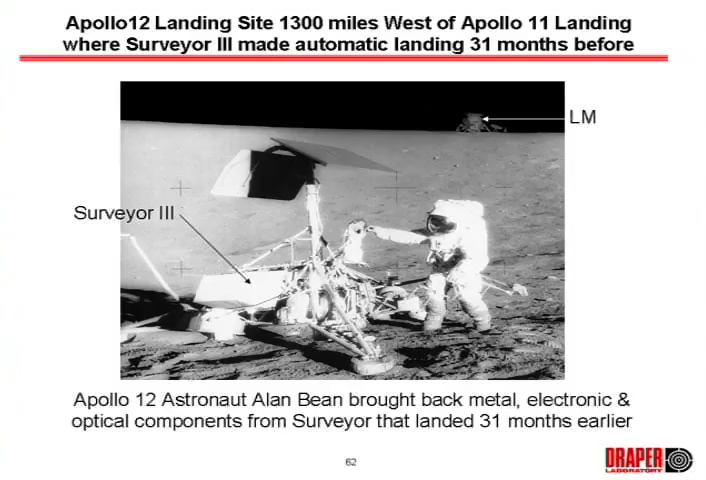 Apollo12 Landing Site 1300 miles West of Apollo 11 Landing
where Surveyor III made automatic landing 31 months before
LM
Surveyor III
Apollo 12 Astronaut Alan Bean brought back metal, electronic &
optical components from Surveyor that landed 31 months earlier
62
DRAPER
LABORATORY